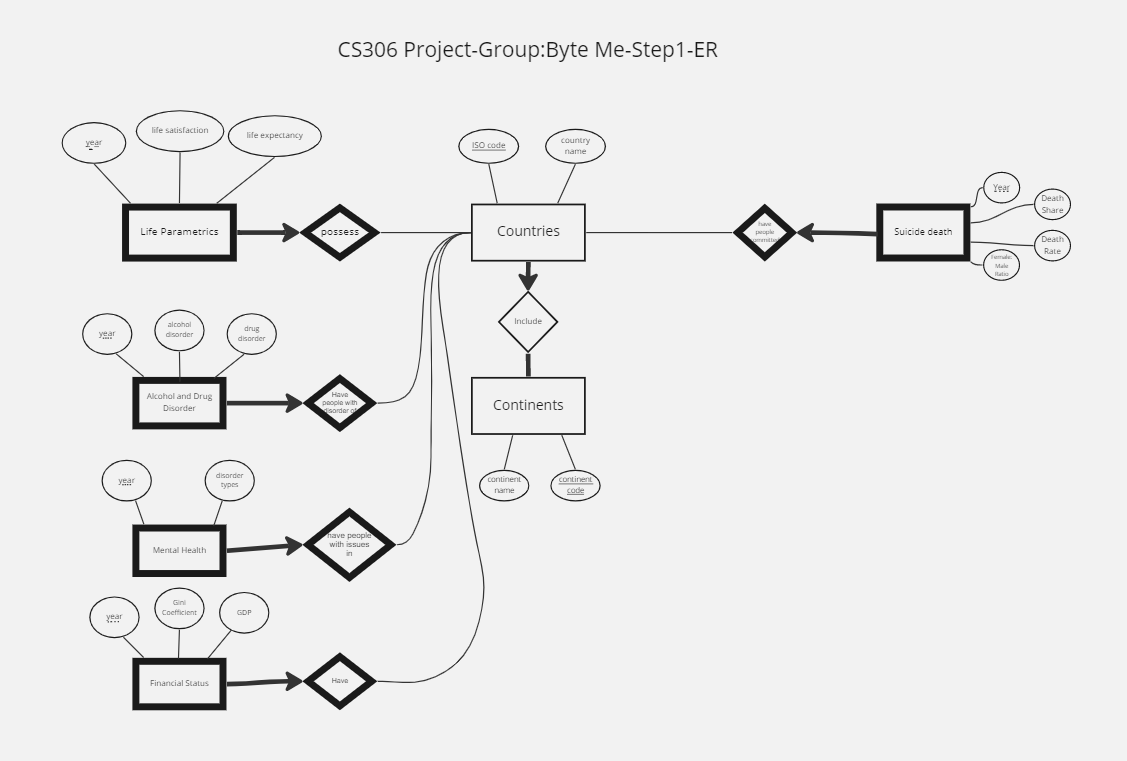 CS306 Project-Group:Byte Me-Step1-ER
year
life satisfaction
life expectancy
ISO code
country
name
Life Parametrics
possess
Countries
have
people
committed
Suicide death
Year
Death
Share
Death
Rate
Female:
Male
Ratio
Include
year
alcohol
disorder
drug
disorder
Alcohol and Drug
Disorder
Have
people with
disorder of
Continents
continent
name
continent
code
year
disorder
types
Mental Health
have people
with issues
in
year
Gini
Coefficient
GDP
Financial Status
Have